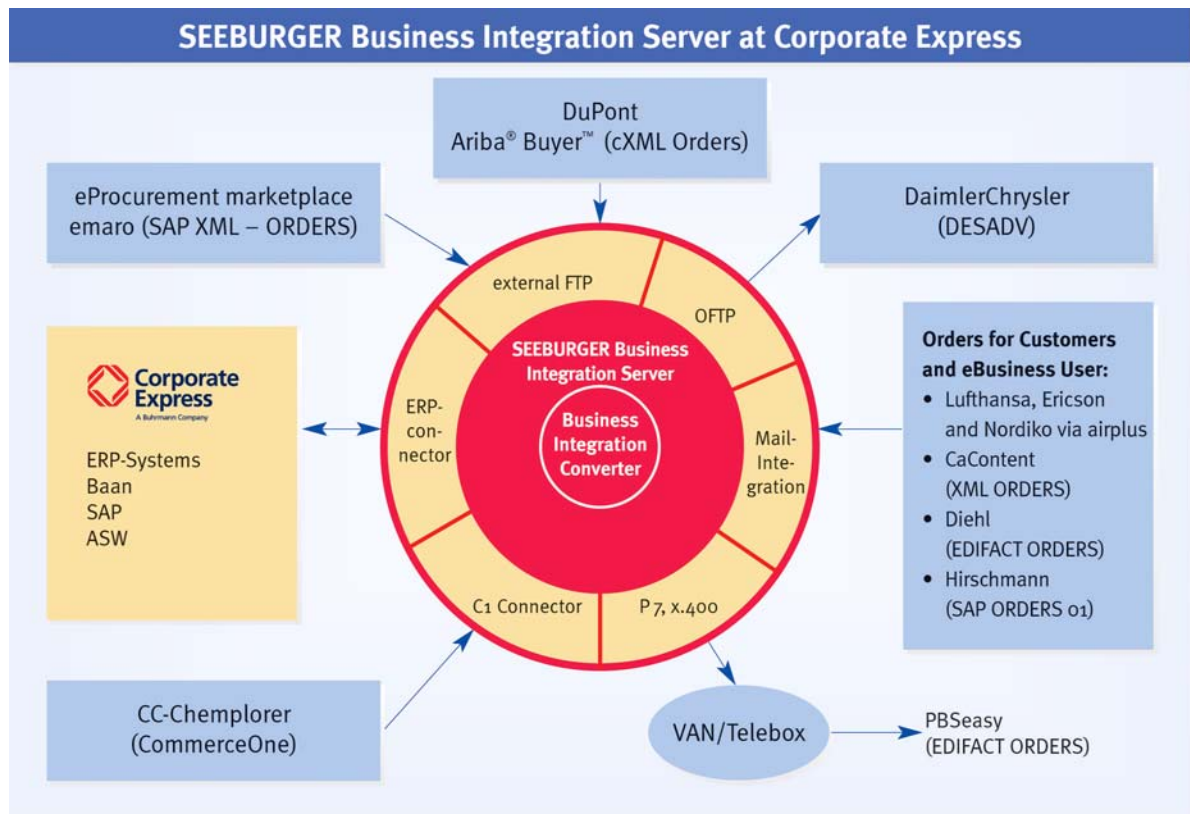 SEEBURGER Business Integration Server at Corporate Express
DuPont
Ariba® Buyer™ (cXML Orders)
eProcurement marketplace
emaro (SAP XML – ORDERS)
DaimlerChrysler
(DESADV)
external FTP
OFTP
SEEBURGER Business
Integration Server
Business
Integration
Converter
ERP-
con-
nector
Mail-
Inte-
gration
C1 Connector
P 7, x.400
Corporate
Express
A Buhrmann Company
ERP-Systems
Baan
SAP
ASW
Orders for Customers
and eBusiness User:
• Lufthansa, Ericson
and Nordiko via airplus
• CaContent
(XML ORDERS)
• Diehl
(EDIFACT ORDERS)
• Hirschmann
(SAP ORDERS 01)
CC-Chemplorer
(CommerceOne)
VAN/Telebox
PBSeasy
(EDIFACT ORDERS)